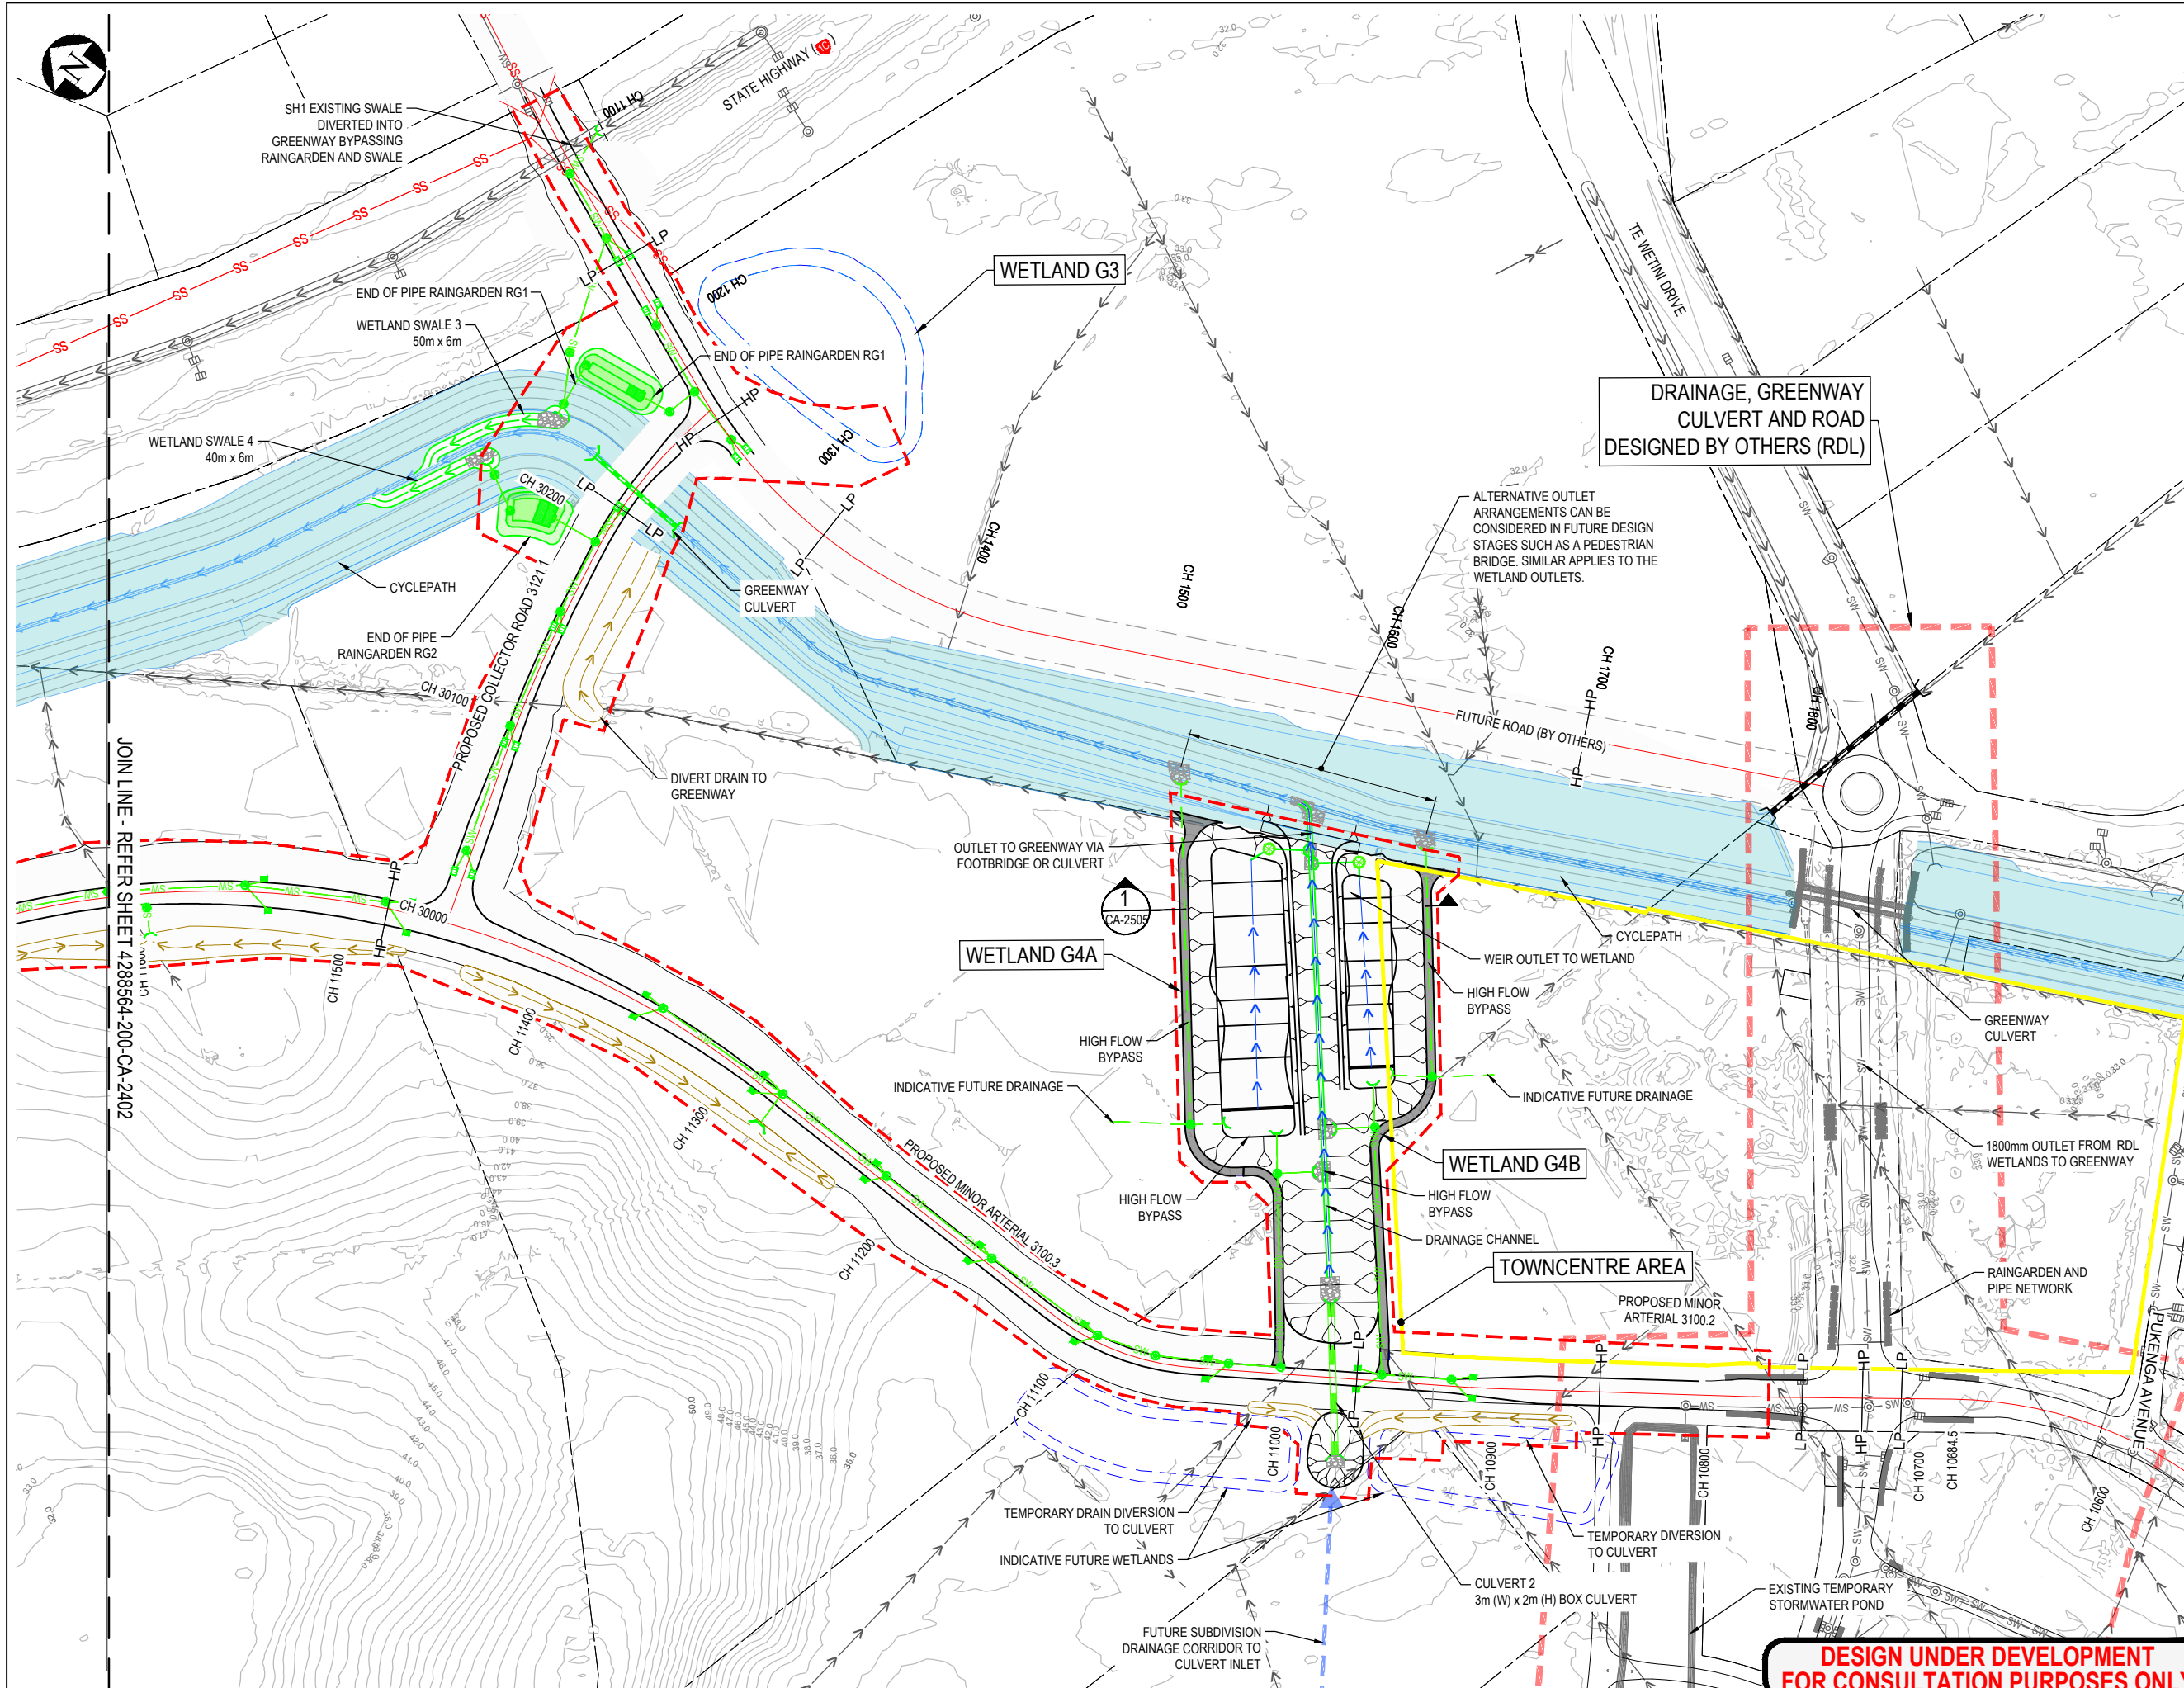 N
SH1 EXISTING SWALE
DIVERTED INTO
GREENWAY BYPASSING
RAINGARDEN AND SWALE
STATE HIGHWAY
CH 1100
END OF PIPE RAINGARDEN RG1
WETLAND SWALE 3
50m x 6m
WETLAND SWALE 4
40m x 6m
END OF PIPE RAINGARDEN RG1
CH 1200
WETLAND G3
CH 1300
CH 1400
CH 1500
CH 1600
CH 1700
CH 1800
TE WETINI DRIVE
DRAINAGE, GREENWAY
CULVERT AND ROAD
DESIGNED BY OTHERS (RDL)
ALTERNATIVE OUTLET
ARRANGEMENTS CAN BE
CONSIDERED IN FUTURE DESIGN
STAGES SUCH AS A PEDESTRIAN
BRIDGE. SIMILAR APPLIES TO THE
WETLAND OUTLETS.
CH 30200
CYCLEPATH
END OF PIPE
RAINGARDEN RG2
GREENWAY
CULVERT
PROPOSED COLLECTOR ROAD 3121.1
CH 30100
CH 30000
DIVERT DRAIN TO
GREENWAY
FUTURE ROAD (BY OTHERS)
JOIN LINE - REFER SHEET 4288564-200-CA-2402
OUTLET TO GREENWAY VIA
FOOTBRIDGE OR CULVERT
1
CA-2505
WETLAND G4A
HIGH FLOW
BYPASS
INDICATIVE FUTURE DRAINAGE
HIGH FLOW
BYPASS
CYCLEPATH
WEIR OUTLET TO WETLAND
HIGH FLOW
BYPASS
INDICATIVE FUTURE DRAINAGE
WETLAND G4B
HIGH FLOW
BYPASS
DRAINAGE CHANNEL
TOWNCENTRE AREA
PROPOSED MINOR
ARTERIAL 3100.2
GREENWAY
CULVERT
1800mm OUTLET FROM RDL
WETLANDS TO GREENWAY
RAINGARDEN AND
PIPE NETWORK
PUKENGA AVENUE
CH 11500
CH 11400
CH 11300
CH 11200
PROPOSED MINOR ARTERIAL 3100.3
CH 11100
CH 11000
CH 10900
CH 10800
CH 10700
CH 10684.5
CH 10600
TEMPORARY DRAIN DIVERSION
TO CULVERT
INDICATIVE FUTURE WETLANDS
TEMPORARY DIVERSION
TO CULVERT
CULVERT 2
3m (W) x 2m (H) BOX CULVERT
EXISTING TEMPORARY
STORMWATER POND
FUTURE SUBDIVISION
DRAINAGE CORRIDOR TO
CULVERT INLET
DESIGN UNDER DEVELOPMENT
FOR CONSULTATION PURPOSES ONLY